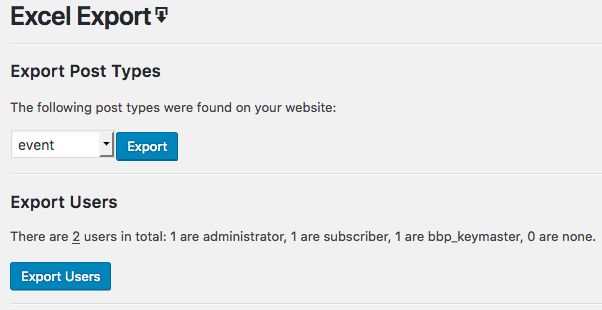 Excel Export
Export Post Types
The following post types were found on your website:
event Export
Export Users
There are 2 users in total: 1 are administrator, 1 are subscriber, 1 are bbp_keymaster, 0 are none.
Export Users